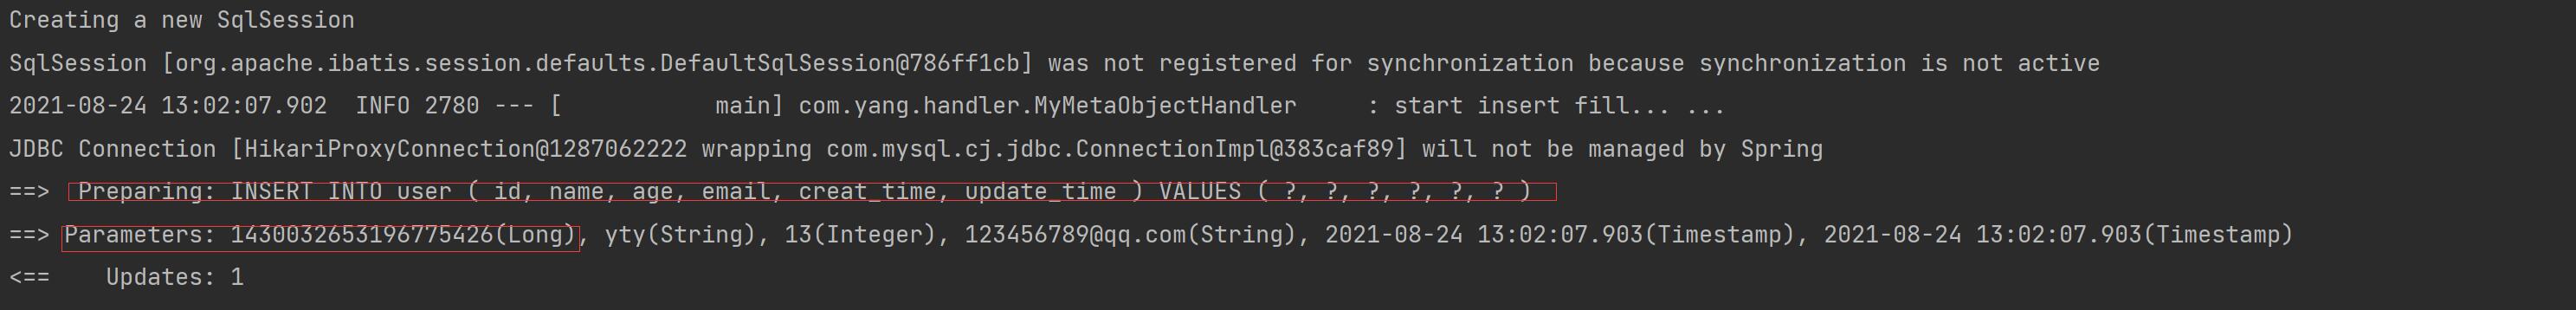 Creating a new SqlSession
SqlSession [org.apache.ibatis.session.defaults.DefaultSqlSession@786ff1cb] was not registered for synchronization because synchronization is not active
2021-08-24 13:02:07.902  INFO 2780 --- [           main] com.yang.handler.MyMetaObjectHandler     : start insert fill... ...
JDBC Connection [HikariProxyConnection@1287062222 wrapping com.mysql.cj.jdbc.ConnectionImpl@383caf89] will not be managed by Spring
==>  Preparing: INSERT INTO user ( id, name, age, email, creat_time, update_time ) VALUES ( ?, ?, ?, ?, ?, ? )
==> Parameters: 1430032653196775426(Long), yty(String), 13(Integer), 123456789@qq.com(String), 2021-08-24 13:02:07.903(Timestamp), 2021-08-24 13:02:07.903(Timestamp)
<==    Updates: 1